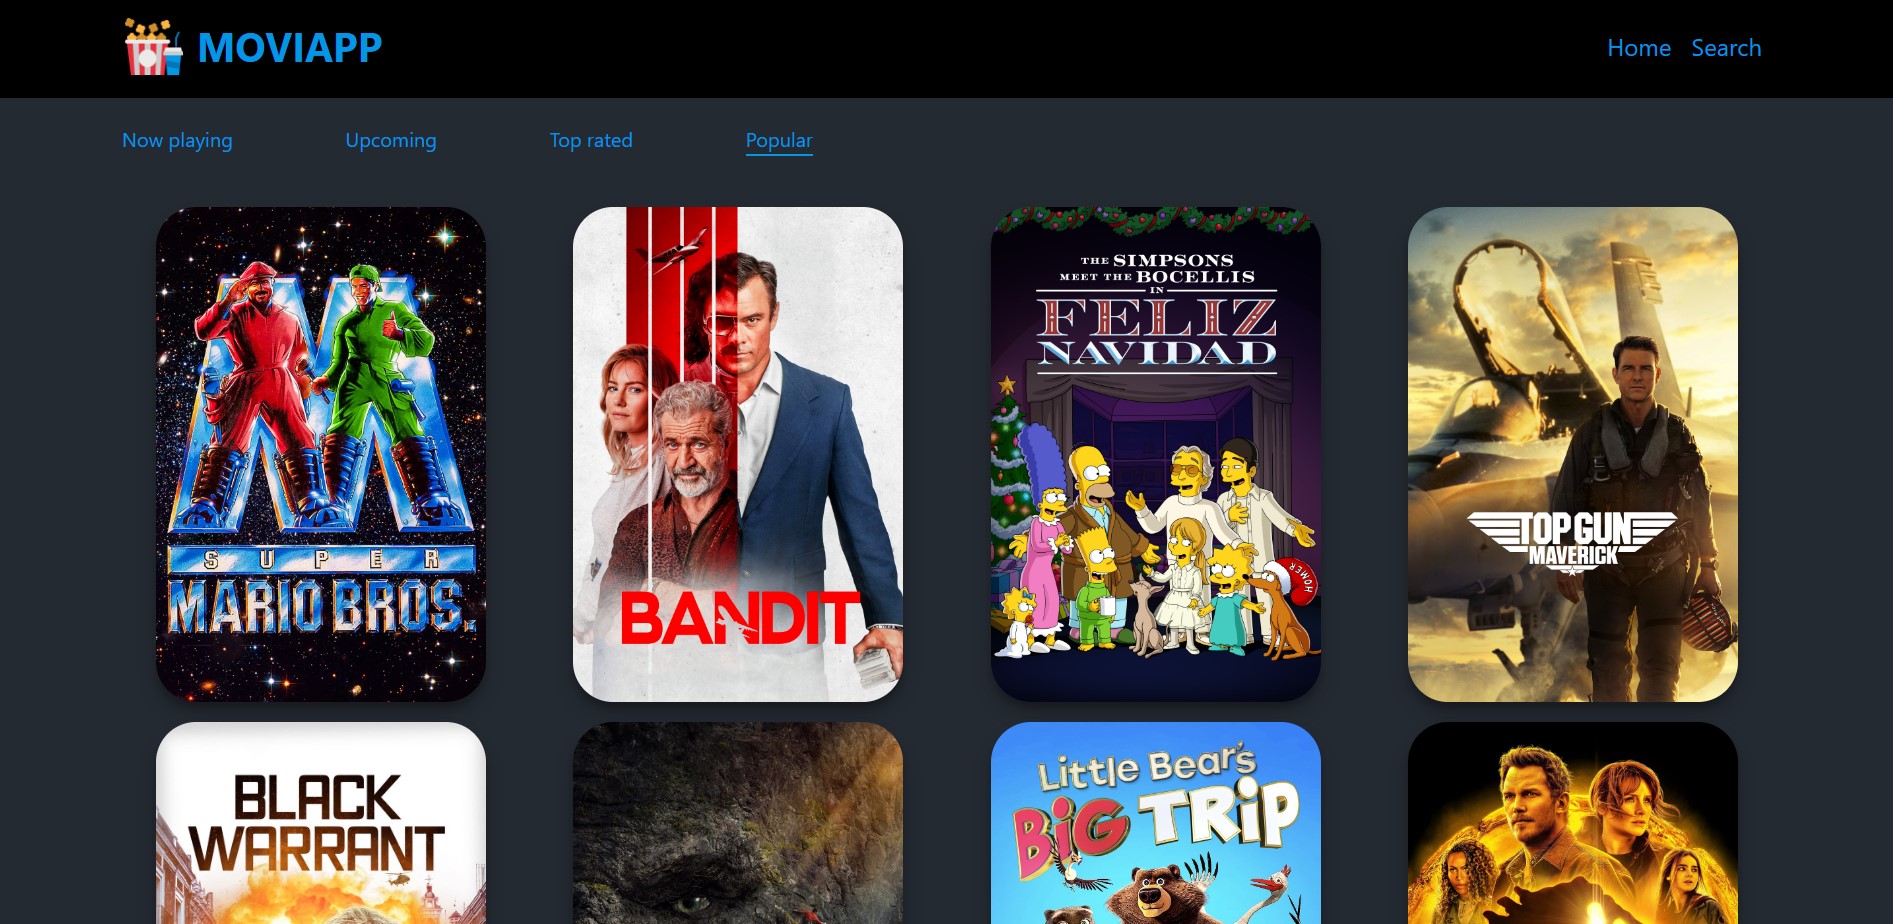 MOVIAPP
Home Search
Now playing Upcoming Top rated Popular
SUPER
MARIO BROS.
BANDIT
THE SIMPSONS
MEET THE BOCELLIS
IN
FELIZ
NAVIDAD
HOMER
TOP GUN
MAVERICK
BLACK
WARRANT
Little Bear's
BiG TRiP